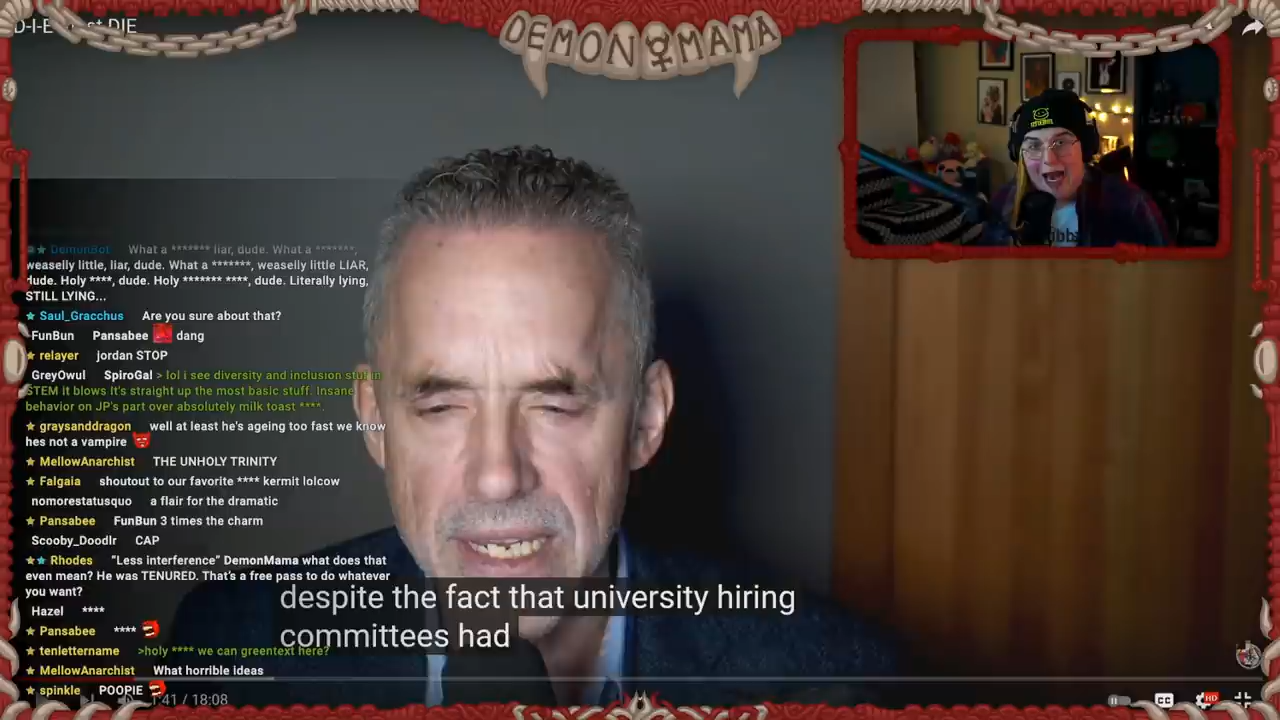 DEMON MAMA
What a ******* liar, dude. What a *******,
weaselly little, liar, dude. What a *******, weaselly little LIAR,
dude. Holy ****, dude. Holy ******* ****, dude. Literally lying,
STILL LYING...
Saul_Gracchus Are you sure about that?
FunBun Pansabee dang
relayer jordan STOP
GreyOwul SpiroGal > lol i see diversity and inclusion stuf in
STEM it blows It's straight up the most basic stuff. Insane
behavior on JP's part over absolutely milk toast ****.
graysanddragon well at least he's ageing too fast we know
hes not a vampire
MellowAnarchist THE UNHOLY TRINITY
Falgaia shoutout to our favorite **** kermit lolcow
nomorestatusquo a flair for the dramatic
Pansabee FunBun 3 times the charm
Scooby_Doodlr CAP
Rhodes "Less interference" DemonMama what does that
even mean? He was TENURED. That's a free pass to do whatever
you want?
Hazel ****
Pansabee ****
tenlettername >holy **** we can greentext here?
MellowAnarchist What horrible ideas
spinkle POOPIE
despite the fact that university hiring
committees had
1:41 / 18:08
CC
HD